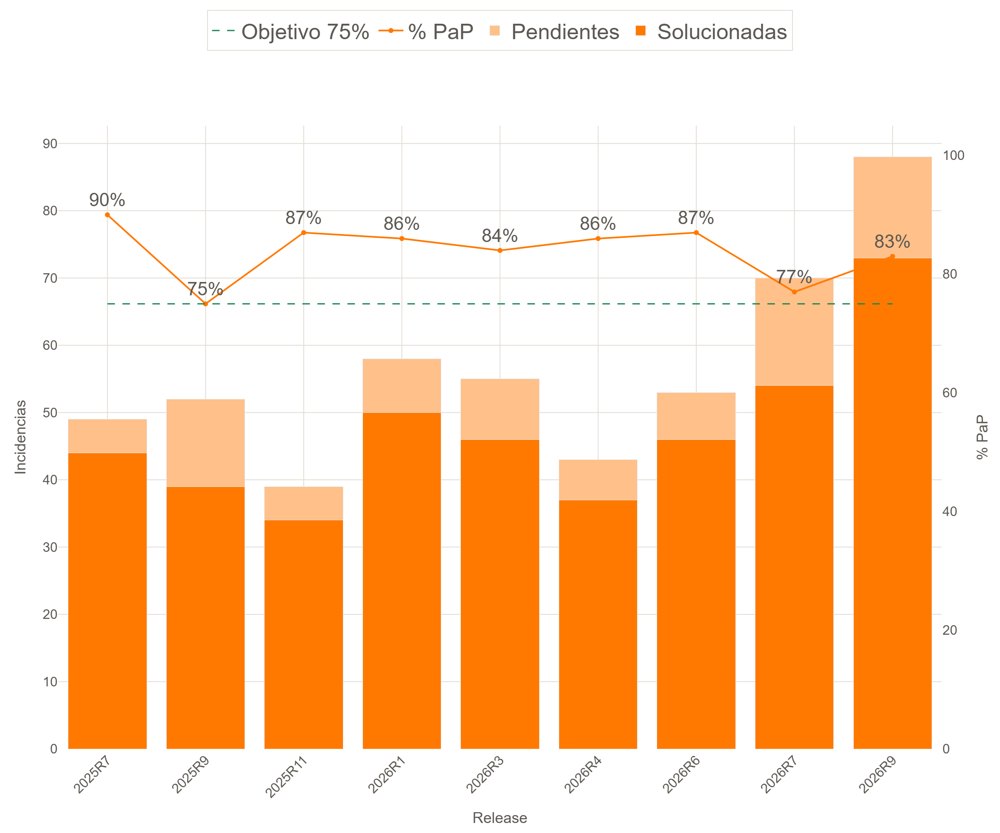 Objetivo 75% % PaP Pendientes Solucionadas
90
80
70
60
50
40
30
20
10
0
Incidencias
100
80
60
40
20
0
% PaP
90%
75%
87%
86%
84%
86%
87%
77%
83%
2025R7
2025R9
2025R11
2026R1
2026R3
2026R4
2026R6
2026R7
2026R9
Release